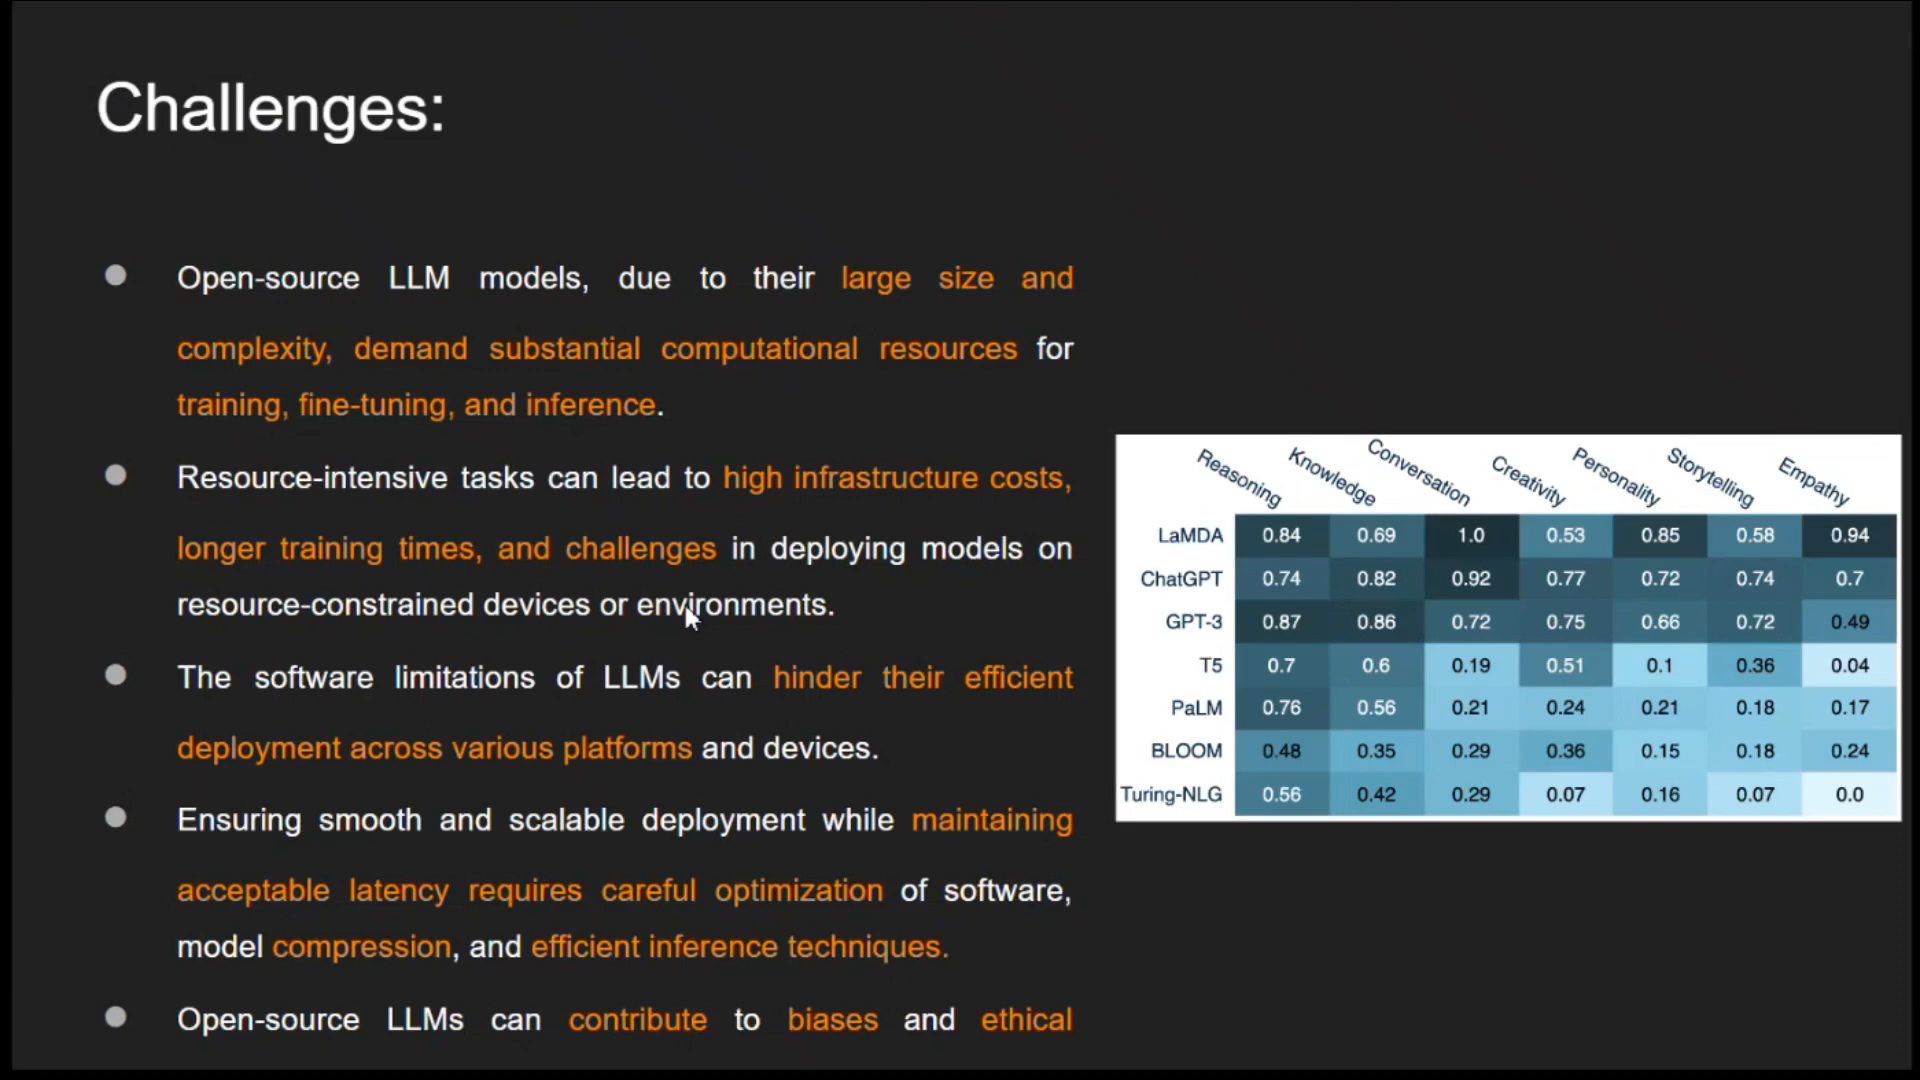 Challenges:
Open-source LLM models, due to their large size and
complexity, demand substantial computational resources for
training, fine-tuning, and inference.
Resource-intensive tasks can lead to high infrastructure costs,
longer training times, and challenges in deploying models on
resource-constrained devices or environments.
The software limitations of LLMs can hinder their efficient
deployment across various platforms and devices.
Ensuring smooth and scalable deployment while maintaining
acceptable latency requires careful optimization of software,
model compression, and efficient inference techniques.
Open-source LLMs can contribute to biases and ethical
Reasoning Knowledge Conversation Creativity Personality Storytelling Empathy
LaMDA 0.84 0.69 1.0 0.53 0.85 0.58 0.94
ChatGPT 0.74 0.82 0.92 0.77 0.72 0.74 0.7
GPT-3 0.87 0.86 0.72 0.75 0.66 0.72 0.49
T5 0.7 0.6 0.19 0.51 0.1 0.36 0.04
PaLM 0.76 0.56 0.21 0.24 0.21 0.18 0.17
BLOOM 0.48 0.35 0.29 0.36 0.15 0.18 0.24
Turing-NLG 0.56 0.42 0.29 0.07 0.16 0.07 0.0